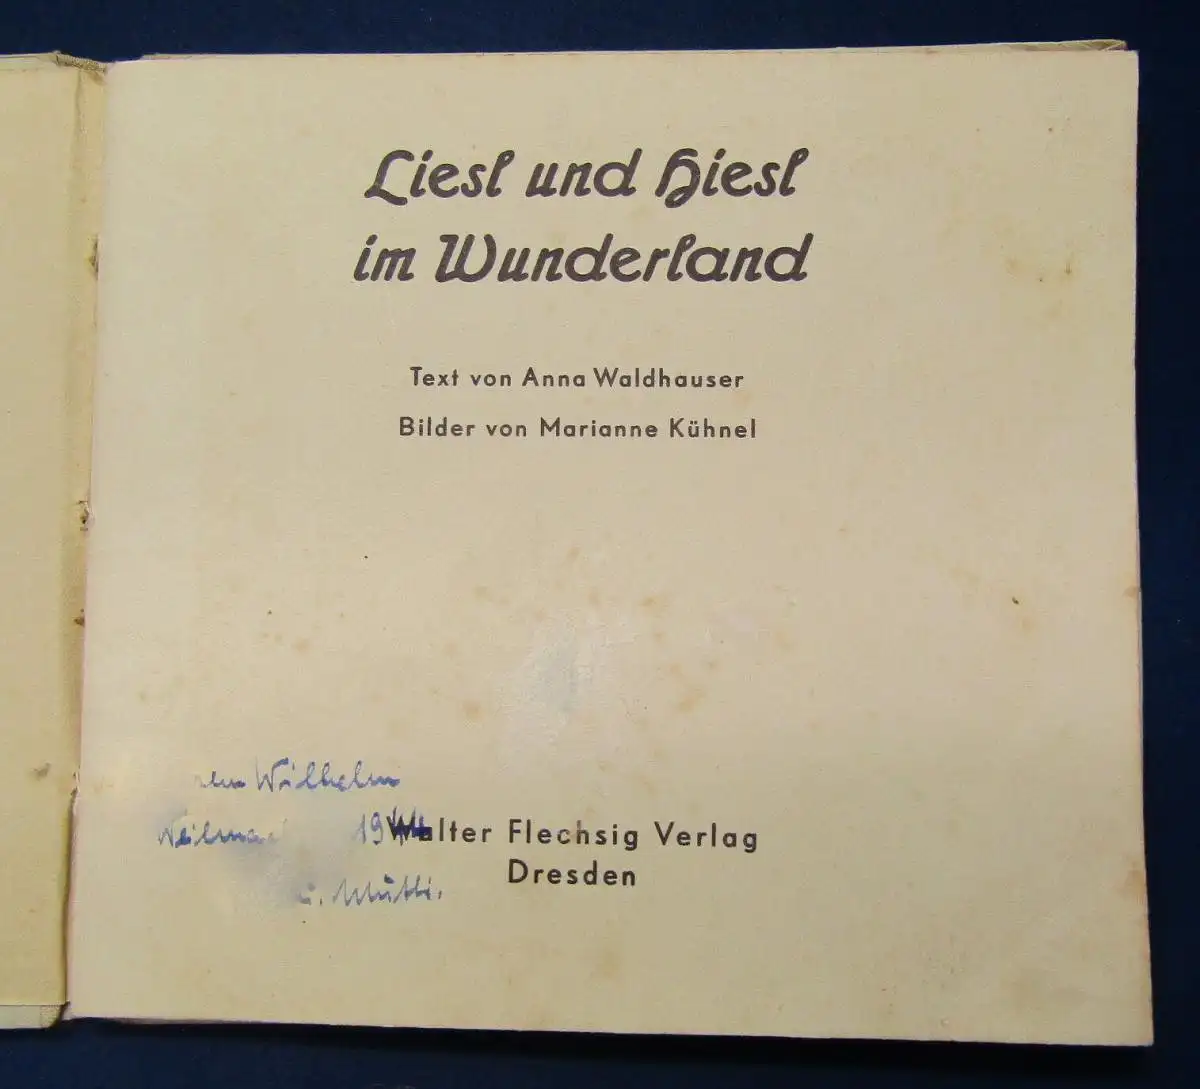 Liesl und Hiesl
im Wunderland
Text von Anna Waldhauser
Bilder von Marianne Kühnel
Wilhelm
19
Walter Flechsig Verlag
Dresden
u. Mutti.